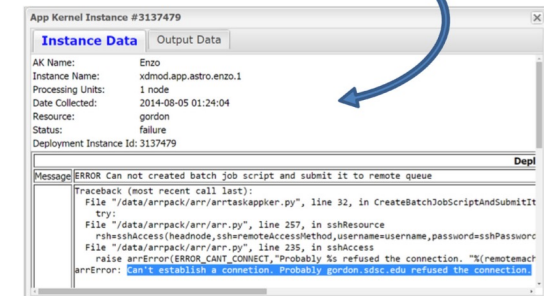 App Kernel Instance #3137479
Instance Data Output Data
AK Name: Enzo
Instance Name: xdmod.app.astro.enzo.1
Processing Units: 1 node
Date Collected: 2014-08-05 01:24:04
Resource: gordon
Status: failure
Deployment Instance Id: 3137479
Depl
Message ERROR Can not created batch job script and submit it to remote queue
Traceback (most recent call last):
File "/data/arrpack/arr/arrtaskappker.py", line 32, in CreateBatchJobScriptAndSubmitIt
try:
File "/data/arrpack/arr/arr.py", line 257, in sshResource
rsh=sshAccess(headnode,ssh=remoteAccessMethod,username=username,password=sshPassword
File "/data/arrpack/arr/arr.py", line 235, in sshAccess
raise arrError(ERROR_CANT_CONNECT,"Probably %s refused the connection. "%(remotemach
arrError: Can't establish a connetion. Probably gordon.sdsc.edu refused the connection.